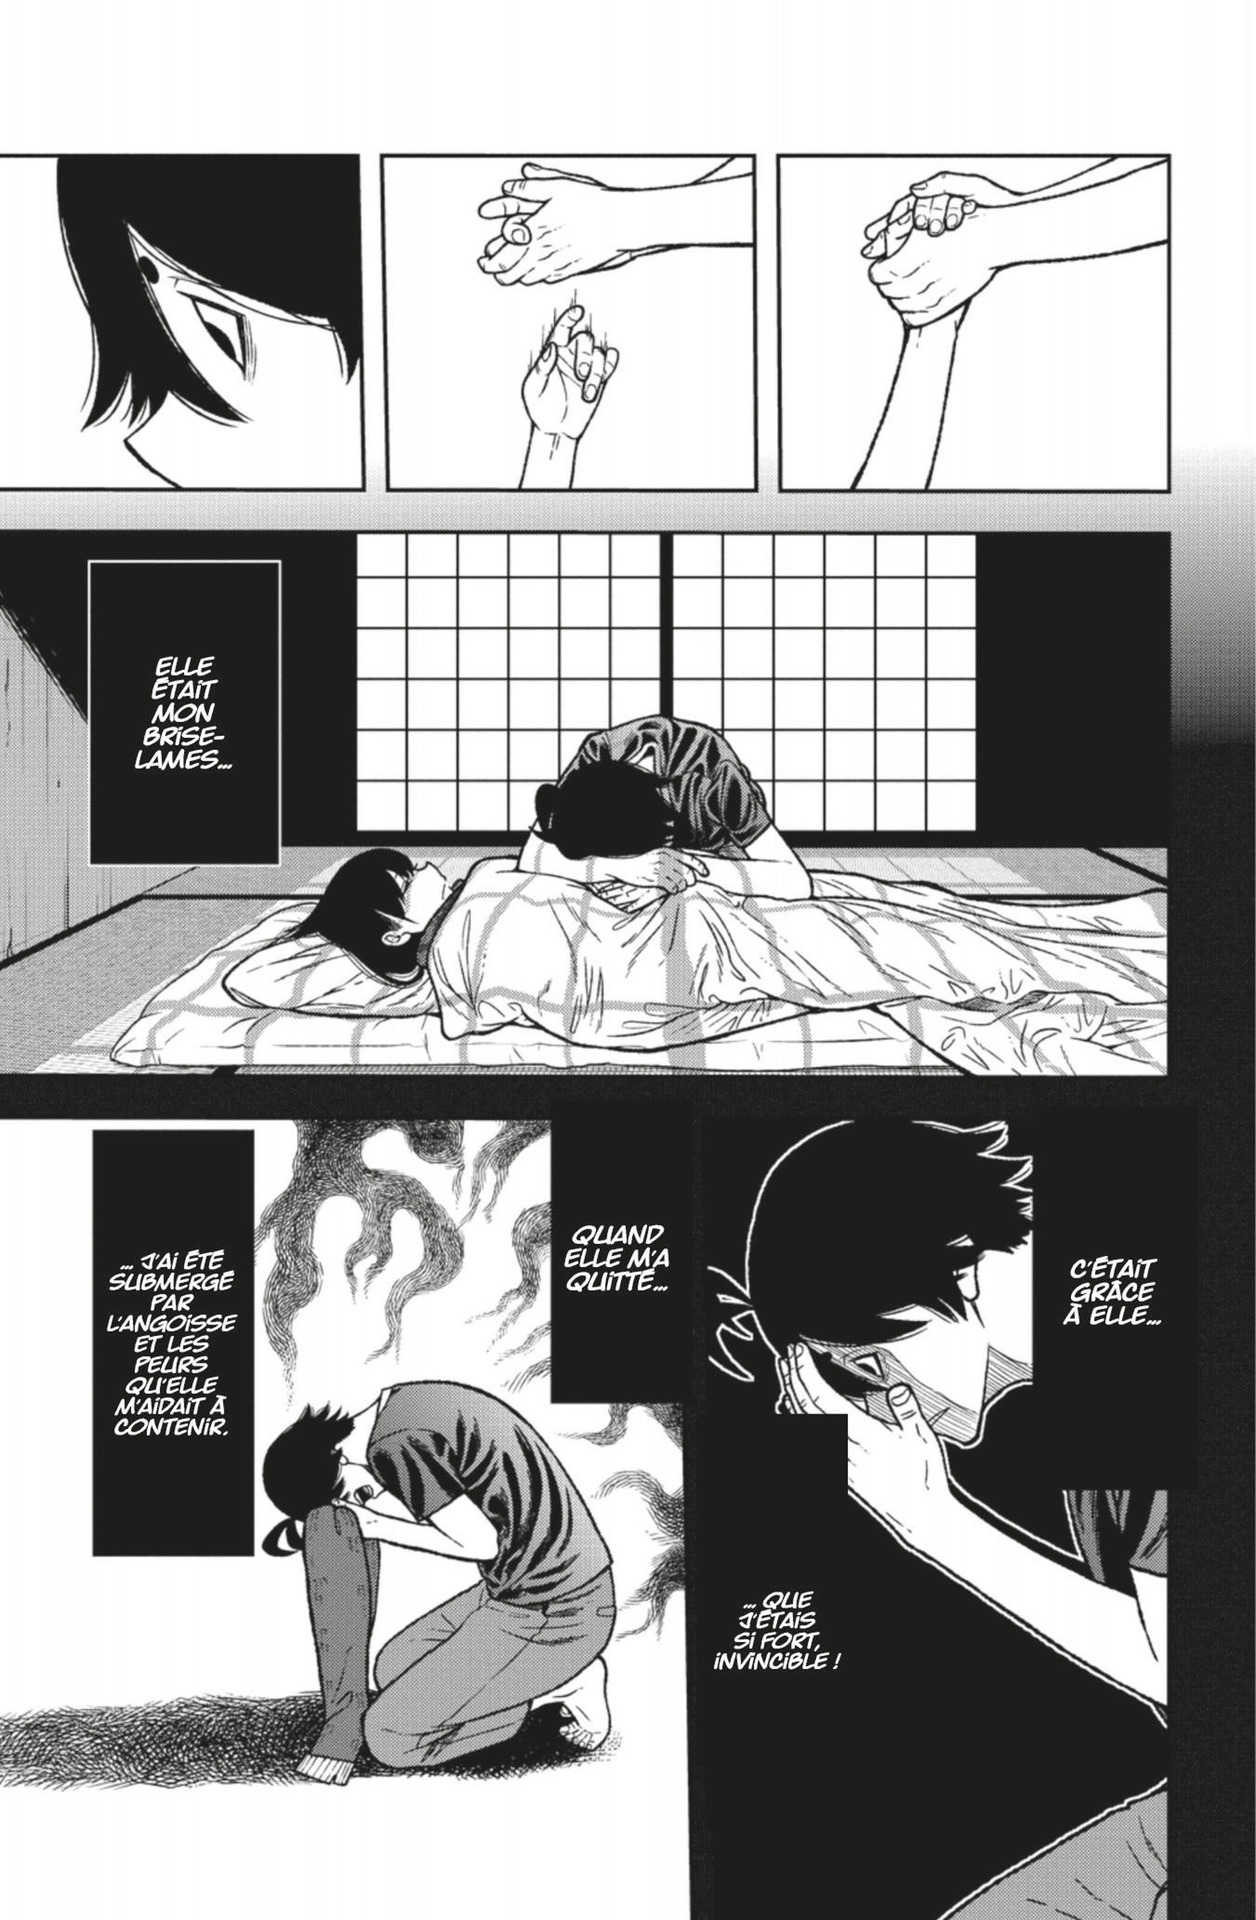 ELLE
ÉTAIT
MON
BRISE-
LAMES...
C'ÉTAIT
GRÂCE
À ELLE...
... QUE
J'ÉTAIS
SI FORT,
INVINCIBLE !
QUAND
ELLE M'A
QUITTÉ...
... J'AI ÉTÉ
SUBMERGÉ
PAR
L'ANGOISSE
ET LES
PEURS
QU'ELLE
M'AIDAIT À
CONTENIR.